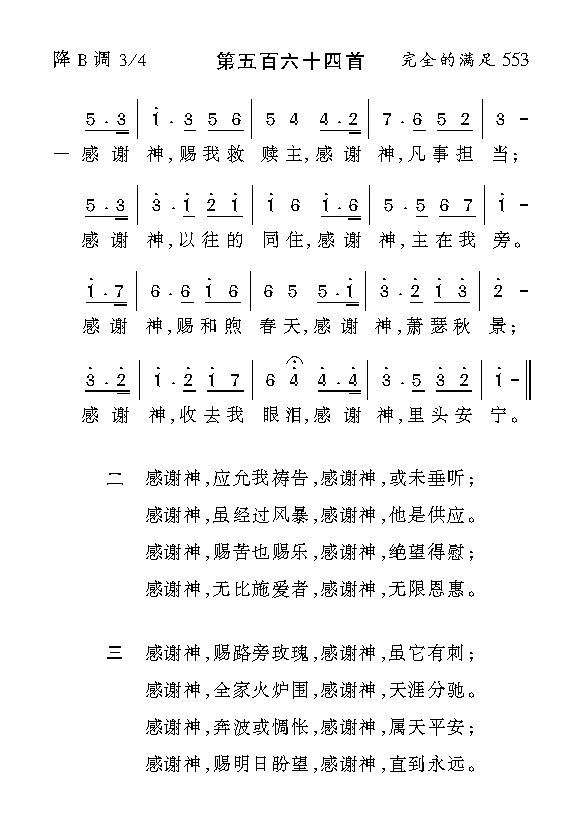 降 B 调 3/4 第五百六十四首 完全的满足 553
5 . 3 | i . 3 5 6 | 5 4 4 . 2 | 7 . 6 5 2 | 3 -
一 感 谢 神,赐我救 赎主,感谢 神,凡事担 当;
5 . 3 | 3 . i 2 i | i 6 i . 6 | 5 . 5 6 7 | i -
感 谢 神,以往的 同住,感谢 神,主在我 旁。
i . 7 | 6 . 6 i 6 | 6 5 5 . i | 3 . 2 i 3 | 2 -
感 谢 神,赐和煦 春天,感谢 神,萧瑟秋 景;
3 . 2 | i . 2 i 7 | 6 4 4 . 4 | 3 . 5 3 2 | i - ||
感 谢 神,收去我 眼泪,感谢 神,里头安 宁。
二 感谢神,应允我祷告,感谢神,或未垂听;
感谢神,虽经过风暴,感谢神,他是供应。
感谢神,赐苦也赐乐,感谢神,绝望得慰;
感谢神,无比施爱者,感谢神,无限恩惠。
三 感谢神,赐路旁玫瑰,感谢神,虽它有刺;
感谢神,全家火炉围,感谢神,天涯分驰。
感谢神,奔波或惆怅,感谢神,属天平安;
感谢神,赐明日盼望,感谢神,直到永远。